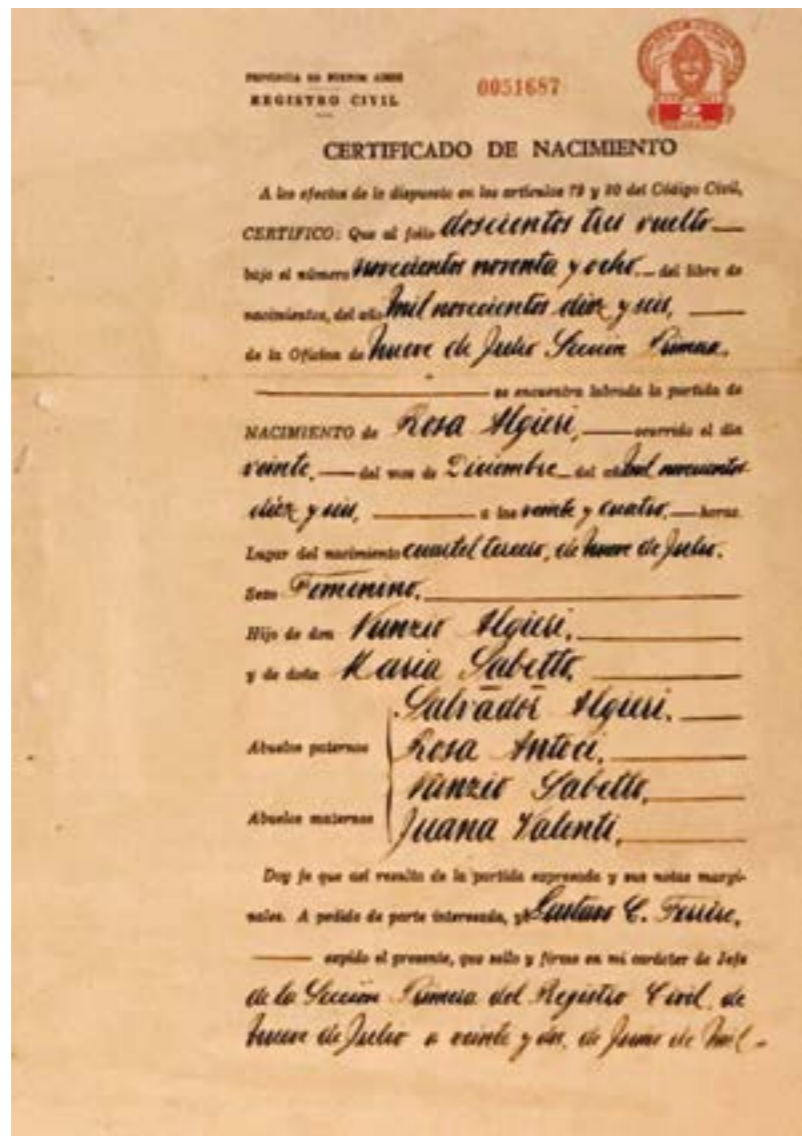 PROVINCIA DE BUENOS AIRES
REGISTRO CIVIL
0051687
2
CERTIFICADO DE NACIMIENTO
A los efectos de lo dispuesto en los artículos 79 y 80 del Código Civil,
CERTIFICO: Que al folio doscientos tres vuelto
bajo el número novecientos noventa y ocho del libro de
nacimientos, del año mil novecientos diez y seis,
de la Oficina de Nueve de Julio Sección Primera.
se encuentra labrada la partida de
NACIMIENTO de Rosa Algieri, ocurrido el día
veinte, del mes de Diciembre del año mil novecientos
diez y seis, a las veinte y cuatro, horas.
Lugar del nacimiento cuartel tercero, de Nueve de Julio.
Sexo Femenino,
Hijo de don Nunzio Algieri,
y de doña María Sabetto,
Salvador Algieri,
Abuelos paternos Rosa Antoci,
Nunzio Sabetto,
Abuelos maternos Juana Valenti,
Doy fe que así resulta de la partida expresada y sus notas margi-
nales. A pedido de parte interesada, yo Gustavo C.
expido el presente, que sello y firmo en mi carácter de Jefe
de la Sección Primera del Registro Civil, de
Nueve de Julio a veinte y dos, de Junio de Mil-